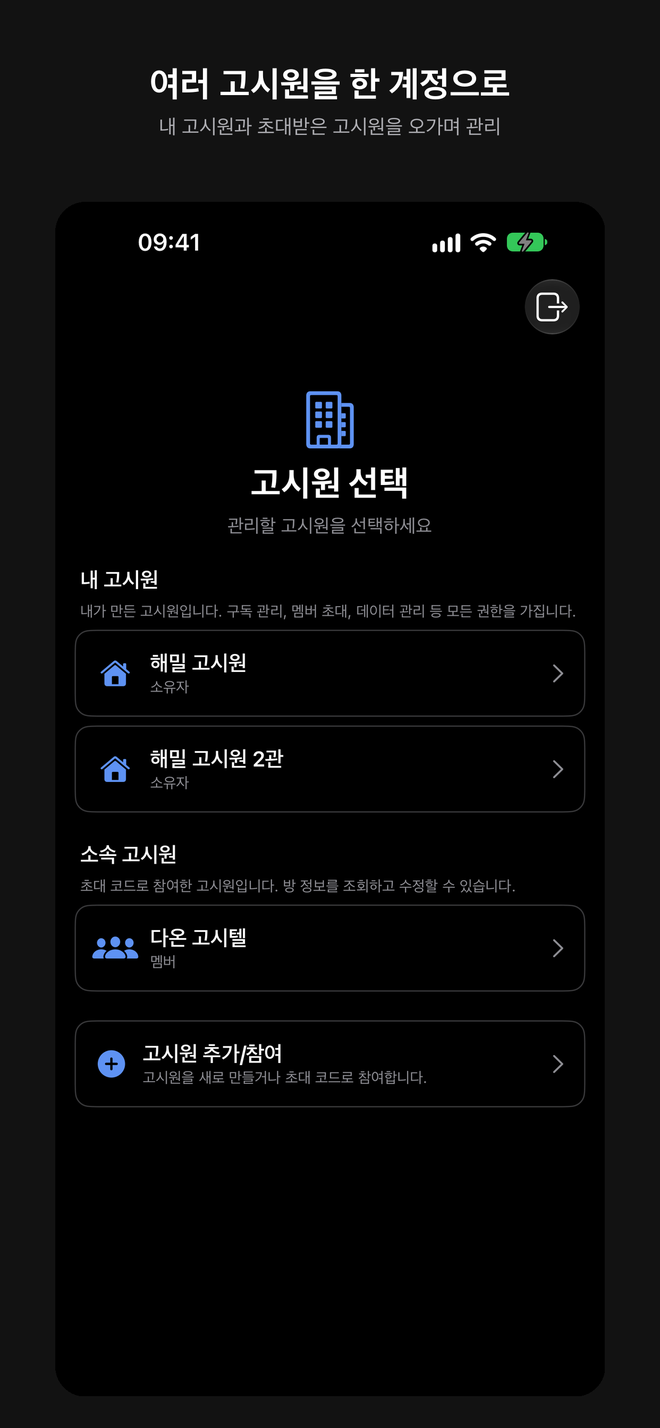 여러 고시원을 한 계정으로
내 고시원과 초대받은 고시원을 오가며 관리
09:41
고시원 선택
관리할 고시원을 선택하세요
내 고시원
내가 만든 고시원입니다. 구독 관리, 멤버 초대, 데이터 관리 등 모든 권한을 가집니다.
해밀 고시원
소유자
해밀 고시원 2관
소유자
소속 고시원
초대 코드로 참여한 고시원입니다. 방 정보를 조회하고 수정할 수 있습니다.
다온 고시텔
멤버
고시원 추가/참여
고시원을 새로 만들거나 초대 코드로 참여합니다.